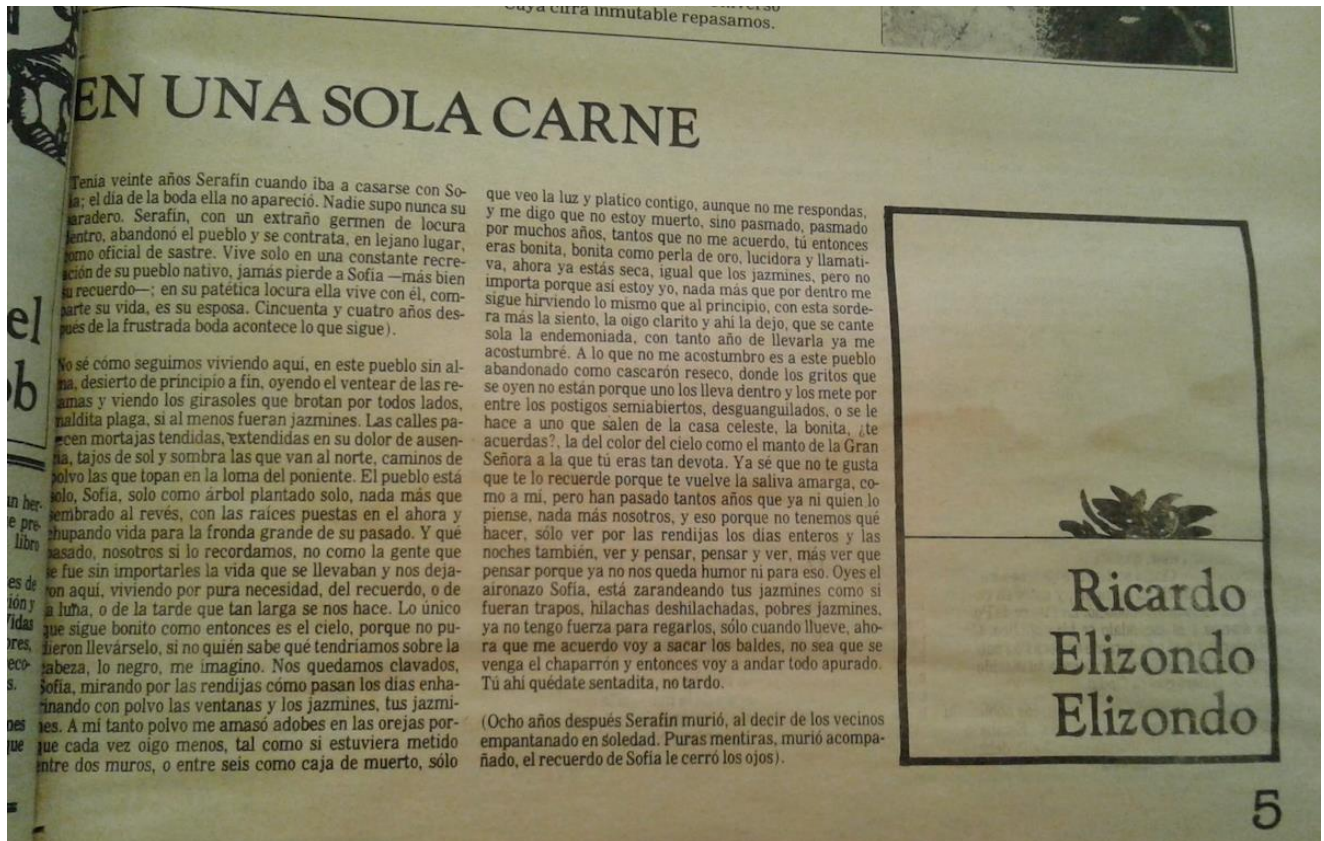 Cuya cifra inmutable repasamos.
EN UNA SOLA CARNE
Tenía veinte años Serafín cuando iba a casarse con So-
fía; el día de la boda ella no apareció. Nadie supo nunca su
paradero. Serafín, con un extraño germen de locura
dentro, abandonó el pueblo y se contrata, en lejano lugar,
como oficial de sastre. Vive solo en una constante recre-
ación de su pueblo nativo, jamás pierde a Sofía —más bien
su recuerdo—; en su patética locura ella vive con él, com-
parte su vida, es su esposa. Cincuenta y cuatro años des-
pués de la frustrada boda acontece lo que sigue).
No sé cómo seguimos viviendo aquí, en este pueblo sin al-
ma, desierto de principio a fin, oyendo el ventear de las re-
tamas y viendo los girasoles que brotan por todos lados,
maldita plaga, si al menos fueran jazmines. Las calles pa-
recen mortajas tendidas, extendidas en su dolor de ausen-
cia, tajos de sol y sombra las que van al norte, caminos de
polvo las que topan en la loma del poniente. El pueblo está
solo, Sofía, solo como árbol plantado solo, nada más que
sembrado al revés, con las raíces puestas en el ahora y
chupando vida para la fronda grande de su pasado. Y qué
pasado, nosotros si lo recordamos, no como la gente que
se fue sin importarles la vida que se llevaban y nos deja-
ron aquí, viviendo por pura necesidad, del recuerdo, o de
la luna, o de la tarde que tan larga se nos hace. Lo único
que sigue bonito como entonces es el cielo, porque no pu-
dieron llevárselo, si no quién sabe qué tendríamos sobre la
cabeza, lo negro, me imagino. Nos quedamos clavados,
Sofía, mirando por las rendijas cómo pasan los días enha-
rinando con polvo las ventanas y los jazmines, tus jazmi-
nes. A mí tanto polvo me amasó adobes en las orejas por-
que cada vez oigo menos, tal como si estuviera metido
entre dos muros, o entre seis como caja de muerto, sólo
que veo la luz y platico contigo, aunque no me respondas,
y me digo que no estoy muerto, sino pasmado, pasmado
por muchos años, tantos que no me acuerdo, tú entonces
eras bonita, bonita como perla de oro, lucidora y llamati-
va, ahora ya estás seca, igual que los jazmines, pero no
importa porque así estoy yo, nada más que por dentro me
sigue hirviendo lo mismo que al principio, con esta sorde-
ra más la siento, la oigo clarito y ahí la dejo, que se cante
sola la endemoniada, con tanto año de llevarla ya me
acostumbré. A lo que no me acostumbro es a este pueblo
abandonado como cascarón reseco, donde los gritos que
se oyen no están porque uno los lleva dentro y los mete por
entre los postigos semiabiertos, desguanguilados, o se le
hace a uno que salen de la casa celeste, la bonita, ¿te
acuerdas?, la del color del cielo como el manto de la Gran
Señora a la que tú eras tan devota. Ya sé que no te gusta
que te lo recuerde porque te vuelve la saliva amarga, co-
mo a mí, pero han pasado tantos años que ya ni quien lo
piense, nada más nosotros, y eso porque no tenemos qué
hacer, sólo ver por las rendijas los días enteros y las
noches también, ver y pensar, pensar y ver, más ver que
pensar porque ya no nos queda humor ni para eso. Oyes el
aironazo Sofía, está zarandeando tus jazmines como si
fueran trapos, hilachas deshilachadas, pobres jazmines,
ya no tengo fuerza para regarlos, sólo cuando llueve, aho-
ra que me acuerdo voy a sacar los baldes, no sea que se
venga el chaparrón y entonces voy a andar todo apurado.
Tú ahí quédate sentadita, no tardo.
(Ocho años después Serafín murió, al decir de los vecinos
empantanado en soledad. Puras mentiras, murió acompa-
ñado, el recuerdo de Sofía le cerró los ojos).
Ricardo
Elizondo
Elizondo
5